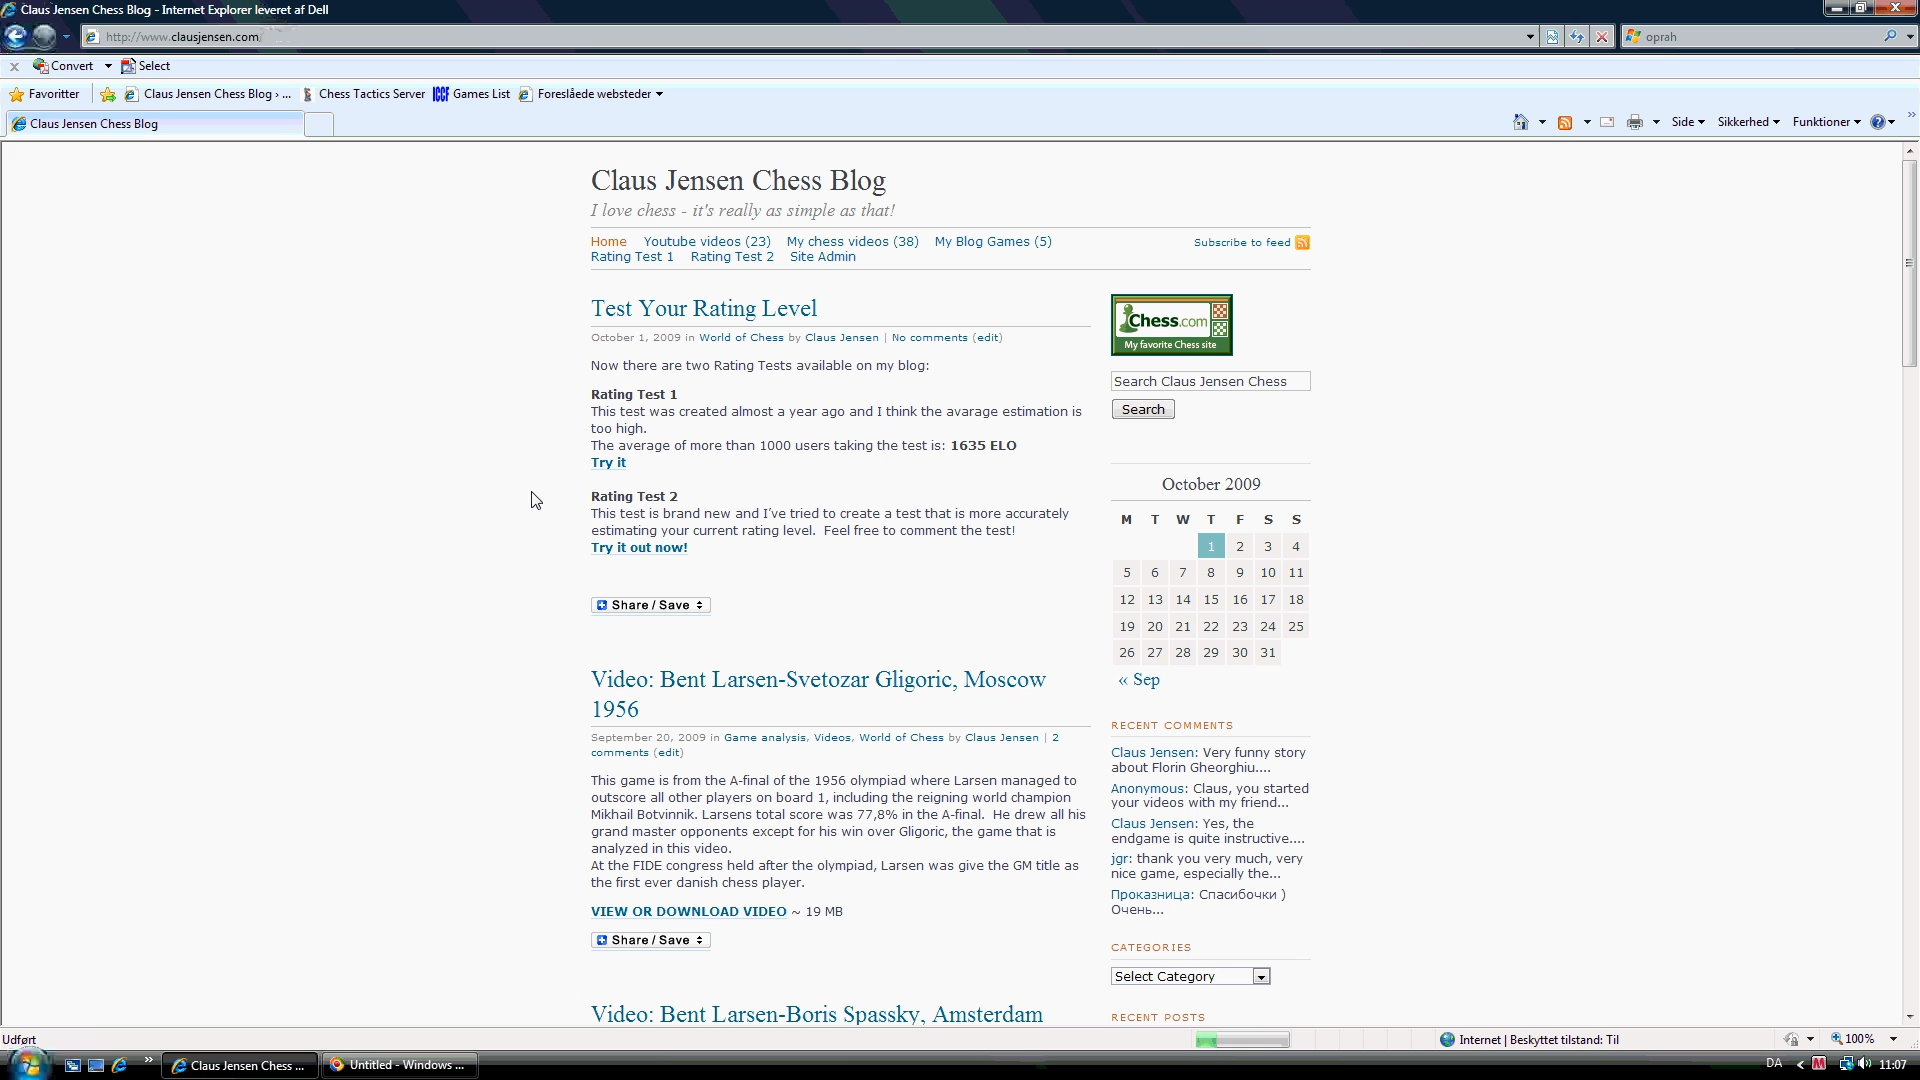 Claus Jensen Chess Blog - Internet Explorer leveret af Dell
http://www.clausjensen.com/
oprah
x Convert Select
Favoritter Claus Jensen Chess Blog › ... Chess Tactics Server ICCF Games List Foreslåede websteder
Claus Jensen Chess Blog
Side Sikkerhed Funktioner »
Claus Jensen Chess Blog
I love chess - it's really as simple as that!
Home Youtube videos (23) My chess videos (38) My Blog Games (5)
Rating Test 1 Rating Test 2 Site Admin
Subscribe to feed
Test Your Rating Level
October 1, 2009 in World of Chess by Claus Jensen | No comments (edit)
Now there are two Rating Tests available on my blog:
Rating Test 1
This test was created almost a year ago and I think the avarage estimation is
too high.
The average of more than 1000 users taking the test is: 1635 ELO
Try it
Rating Test 2
This test is brand new and I've tried to create a test that is more accurately
estimating your current rating level. Feel free to comment the test!
Try it out now!
Share / Save
Video: Bent Larsen-Svetozar Gligoric, Moscow
1956
September 20, 2009 in Game analysis, Videos, World of Chess by Claus Jensen | 2
comments (edit)
This game is from the A-final of the 1956 olympiad where Larsen managed to
outscore all other players on board 1, including the reigning world champion
Mikhail Botvinnik. Larsens total score was 77,8% in the A-final. He drew all his
grand master opponents except for his win over Gligoric, the game that is
analyzed in this video.
At the FIDE congress held after the olympiad, Larsen was give the GM title as
the first ever danish chess player.
VIEW OR DOWNLOAD VIDEO ~ 19 MB
Share / Save
Video: Bent Larsen-Boris Spassky, Amsterdam
Chess.com
My favorite Chess site
Search Claus Jensen Chess
Search
October 2009
M T W T F S S
1 2 3 4
5 6 7 8 9 10 11
12 13 14 15 16 17 18
19 20 21 22 23 24 25
26 27 28 29 30 31
« Sep
RECENT COMMENTS
Claus Jensen: Very funny story
about Florin Gheorghiu....
Anonymous: Claus, you started
your videos with my friend...
Claus Jensen: Yes, the
endgame is quite instructive....
jgr: thank you very much, very
nice game, especially the...
Проказница: Спасибочки )
Очень...
CATEGORIES
Select Category
RECENT POSTS
Udført
Internet | Beskyttet tilstand: Til
100%
» Claus Jensen Chess ... Untitled - Windows ...
DA 11:07